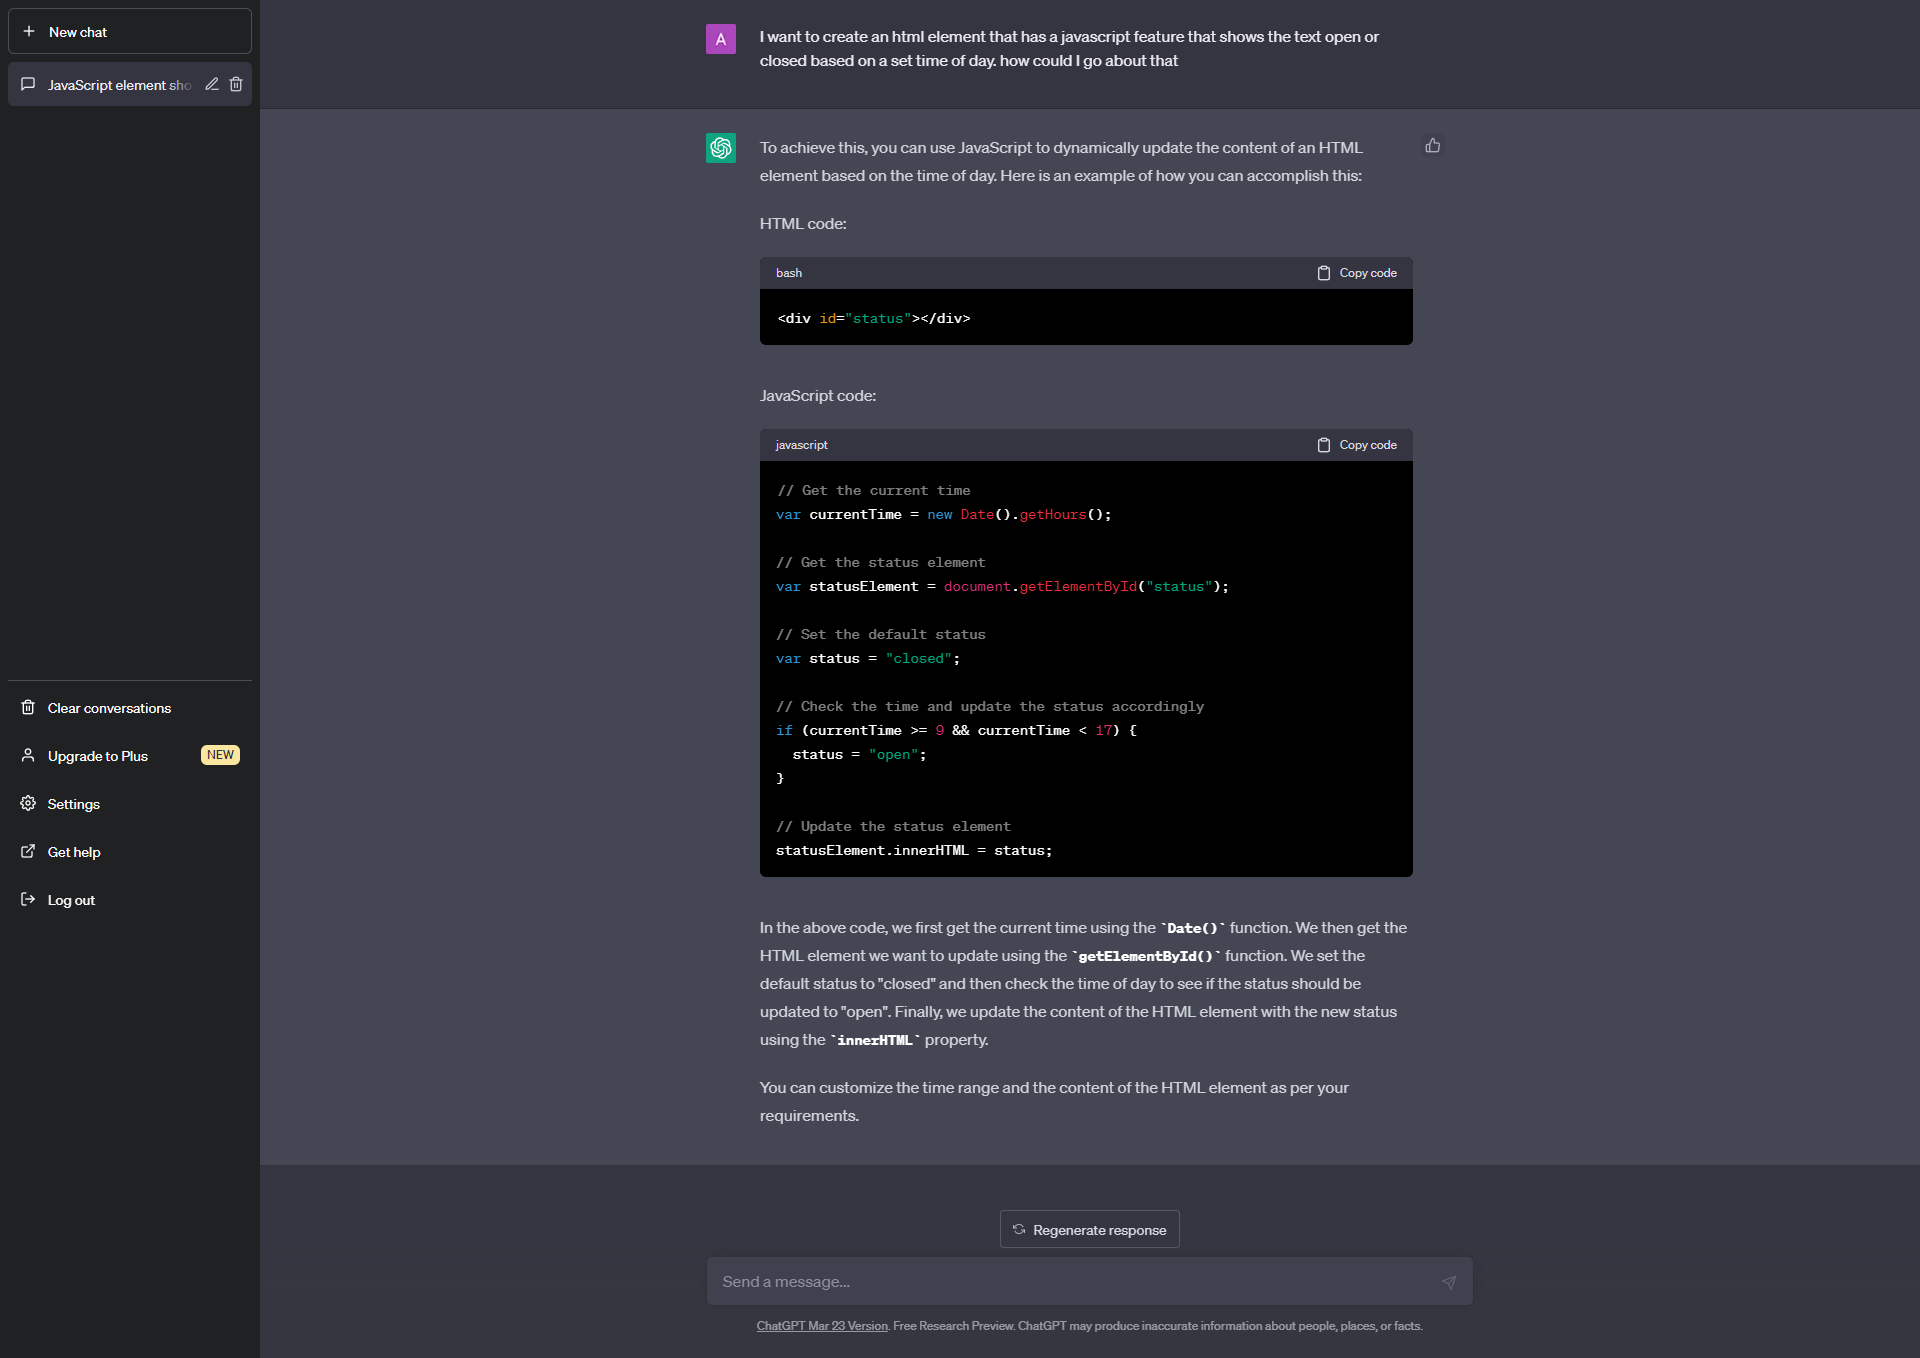 New chat
JavaScript element sho
Clear conversations
Upgrade to Plus
NEW
Settings
Get help
Log out
A
I want to create an html element that has a javascript feature that shows the text open or
closed based on a set time of day. how could I go about that
To achieve this, you can use JavaScript to dynamically update the content of an HTML
element based on the time of day. Here is an example of how you can accomplish this:
HTML code:
bash
Copy code
<div id="status"></div>
JavaScript code:
javascript
Copy code
// Get the current time
var currentTime = new Date().getHours();
// Get the status element
var statusElement = document.getElementById("status");
// Set the default status
var status = "closed";
// Check the time and update the status accordingly
if (currentTime >= 9 && currentTime < 17) {
  status = "open";
}
// Update the status element
statusElement.innerHTML = status;
In the above code, we first get the current time using the `Date()` function. We then get the
HTML element we want to update using the `getElementById()` function. We set the
default status to "closed" and then check the time of day to see if the status should be
updated to "open". Finally, we update the content of the HTML element with the new status
using the `innerHTML` property.
You can customize the time range and the content of the HTML element as per your
requirements.
Regenerate response
Send a message...
ChatGPT Mar 23 Version. Free Research Preview. ChatGPT may produce inaccurate information about people, places, or facts.